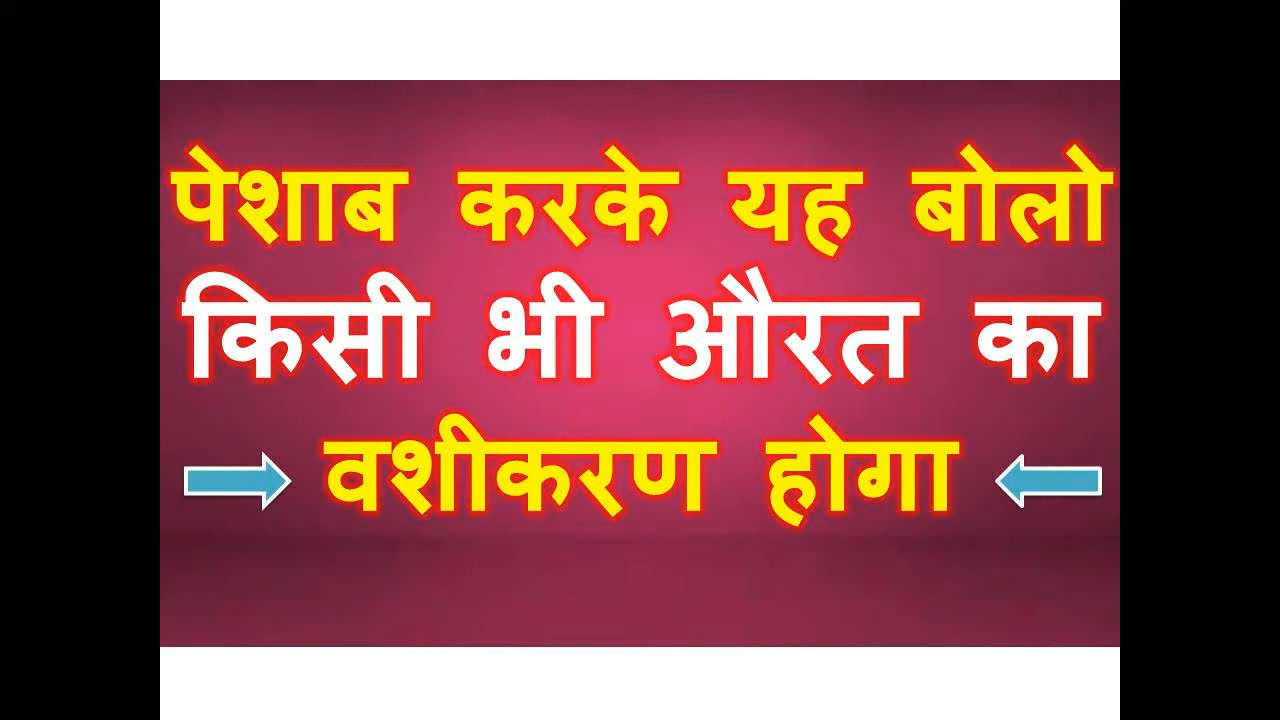 पेशाब करके यह बोलो
किसी भी औरत का
वशीकरण होगा